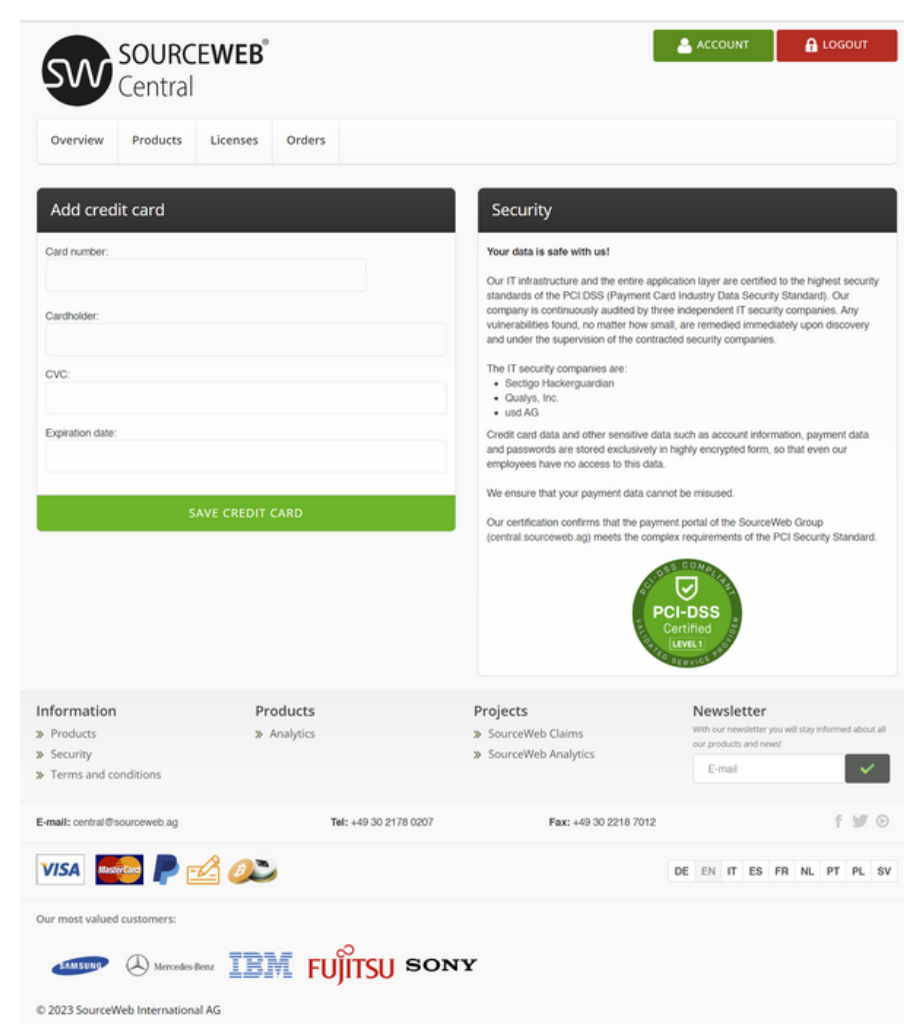 SW SOURCEWEB®
Central
ACCOUNT
LOGOUT
Overview Products Licenses Orders
Add credit card
Card number:
Cardholder:
CVC:
Expiration date:
SAVE CREDIT CARD
Security
Your data is safe with us!
Our IT infrastructure and the entire application layer are certified to the highest security
standards of the PCI:DSS (Payment Card Industry Data Security Standard). Our
company is continuously audited by three independent IT security companies. Any
vulnerabilities found, no matter how small, are remedied immediately upon discovery
and under the supervision of the contracted security companies.
The IT security companies are:
• Sectigo Hackerguardian
• Qualys, Inc.
• usd AG
Credit card data and other sensitive data such as account information, payment data
and passwords are stored exclusively in highly encrypted form, so that even our
employees have no access to this data.
We ensure that your payment data cannot be misused.
Our certification confirms that the payment portal of the SourceWeb Group
(central.sourceweb.ag) meets the complex requirements of the PCI Security Standard.
PCI-DSS COMPLIANT
PCI-DSS
Certified
LEVEL 1
VALIDATED SERVICE PROVIDER
Information
» Products
» Security
» Terms and conditions
Products
» Analytics
Projects
» SourceWeb Claims
» SourceWeb Analytics
Newsletter
With our newsletter you will stay informed about all
our products and news!
E-mail
E-mail: central@sourceweb.ag
Tel: +49 30 2178 0207
Fax: +49 30 2218 7012
VISA MasterCard
DE EN IT ES FR NL PT PL SV
Our most valued customers:
SAMSUNG Mercedes-Benz IBM FUJITSU SONY
© 2023 SourceWeb International AG